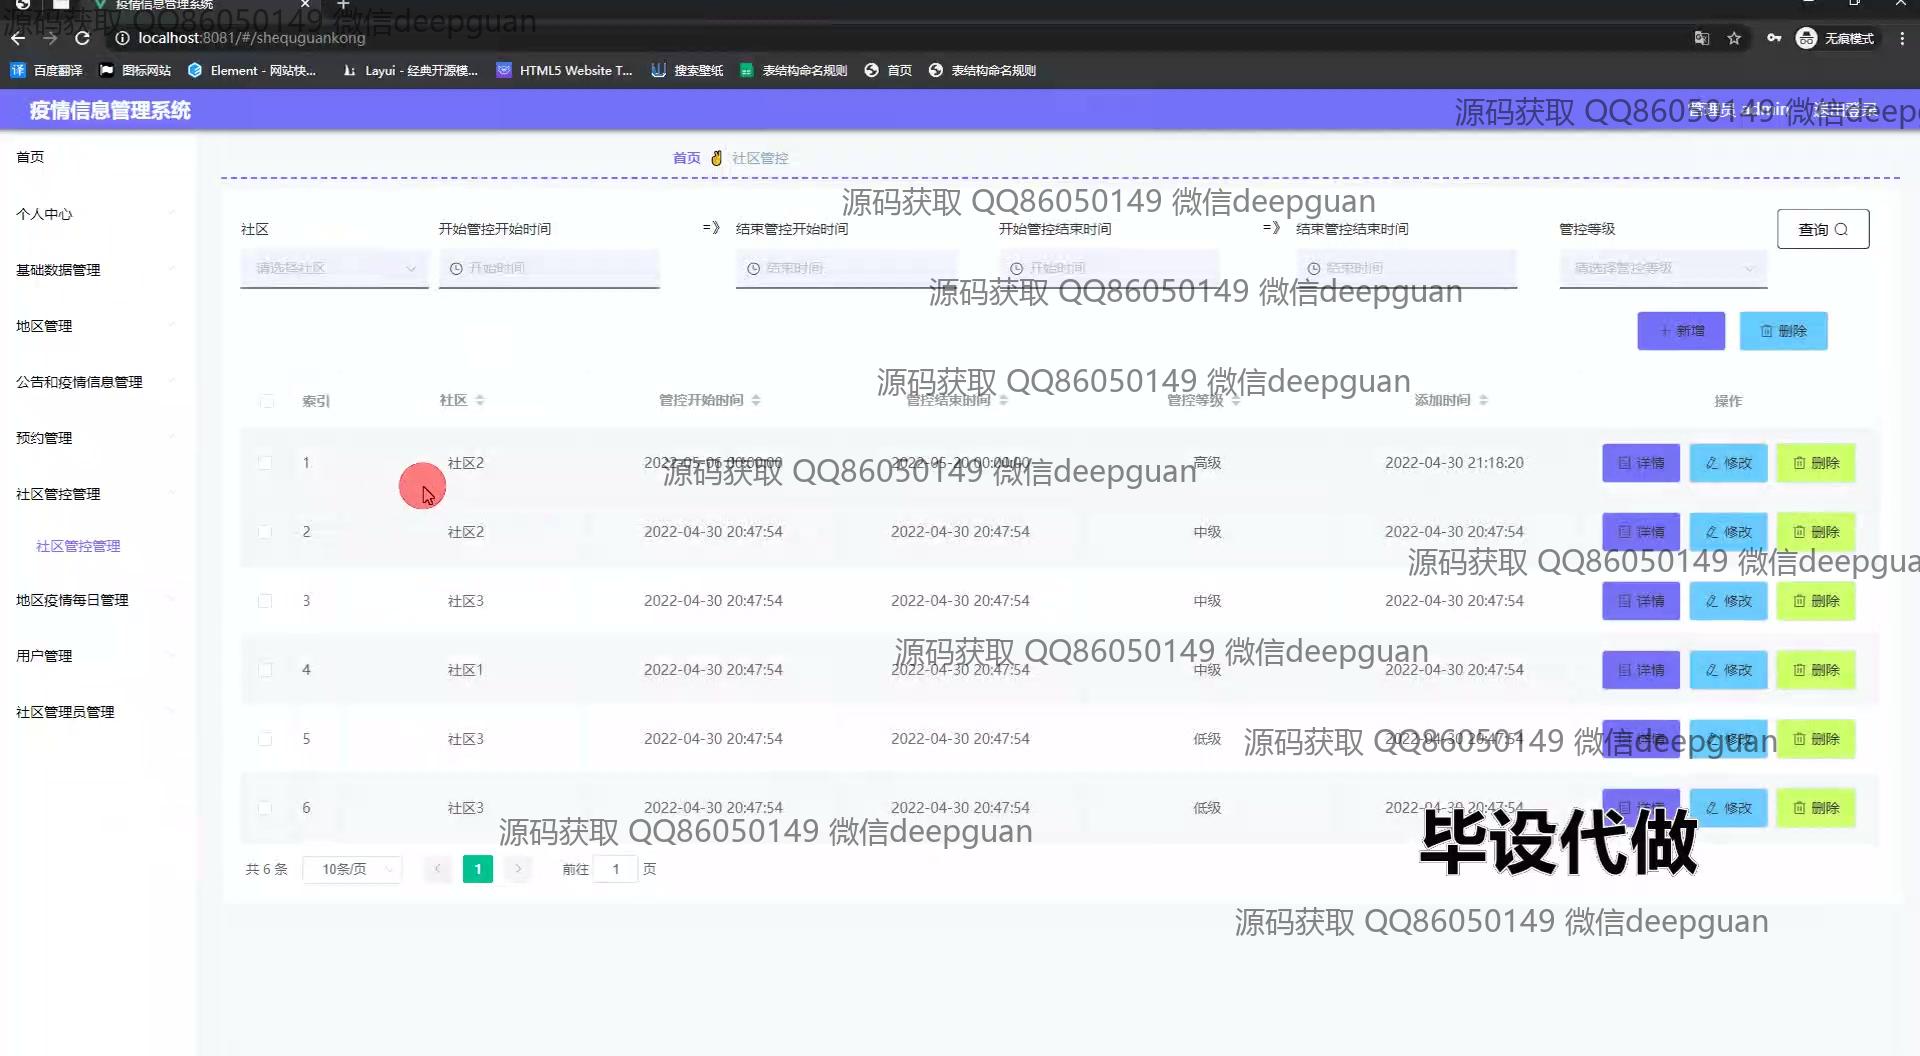 疫情信息管理系统
源码获取 QQ86050149 微信deepguan
localhost:8081/#/shequguankong
无痕模式
百度翻译 图标网站 Element - 网站快... Layui - 经典开源模... HTML5 Website T... 搜索壁纸 表结构命名规则 首页 表结构命名规则
疫情信息管理系统
管理员 admin 退出登录
源码获取 QQ86050149 微信deep
首页
个人中心
基础数据管理
地区管理
公告和疫情信息管理
预约管理
社区管控管理
社区管控管理
地区疫情每日管理
用户管理
社区管理员管理
首页 ✌ 社区管控
源码获取 QQ86050149 微信deepguan
社区 开始管控开始时间 =》 结束管控开始时间 开始管控结束时间 =》 结束管控结束时间 管控等级 查询
请选择社区 开始时间 结束时间 开始时间 结束时间 请选择管控等级
源码获取 QQ86050149 微信deepguan
+ 新增 删除
源码获取 QQ86050149 微信deepguan
索引 社区 管控开始时间 管控结束时间 管控等级 添加时间 操作
1 社区2 2022-05-06 00:00:00 2022-05-20 00:00:00 高级 2022-04-30 21:18:20 详情 修改 删除
源码获取 QQ86050149 微信deepguan
2 社区2 2022-04-30 20:47:54 2022-04-30 20:47:54 中级 2022-04-30 20:47:54 详情 修改 删除
源码获取 QQ86050149 微信deepgua
3 社区3 2022-04-30 20:47:54 2022-04-30 20:47:54 中级 2022-04-30 20:47:54 详情 修改 删除
源码获取 QQ86050149 微信deepguan
4 社区1 2022-04-30 20:47:54 2022-04-30 20:47:54 中级 2022-04-30 20:47:54 详情 修改 删除
5 社区3 2022-04-30 20:47:54 2022-04-30 20:47:54 低级 2022-04-30 20:47:54 详情 修改 删除
源码获取 QQ86050149 微信deepguan
6 社区3 2022-04-30 20:47:54 2022-04-30 20:47:54 低级 2022-04-30 20:47:54 详情 修改 删除
源码获取 QQ86050149 微信deepguan
毕设代做
共 6 条 10条/页 1 前往 1 页
源码获取 QQ86050149 微信deepguan